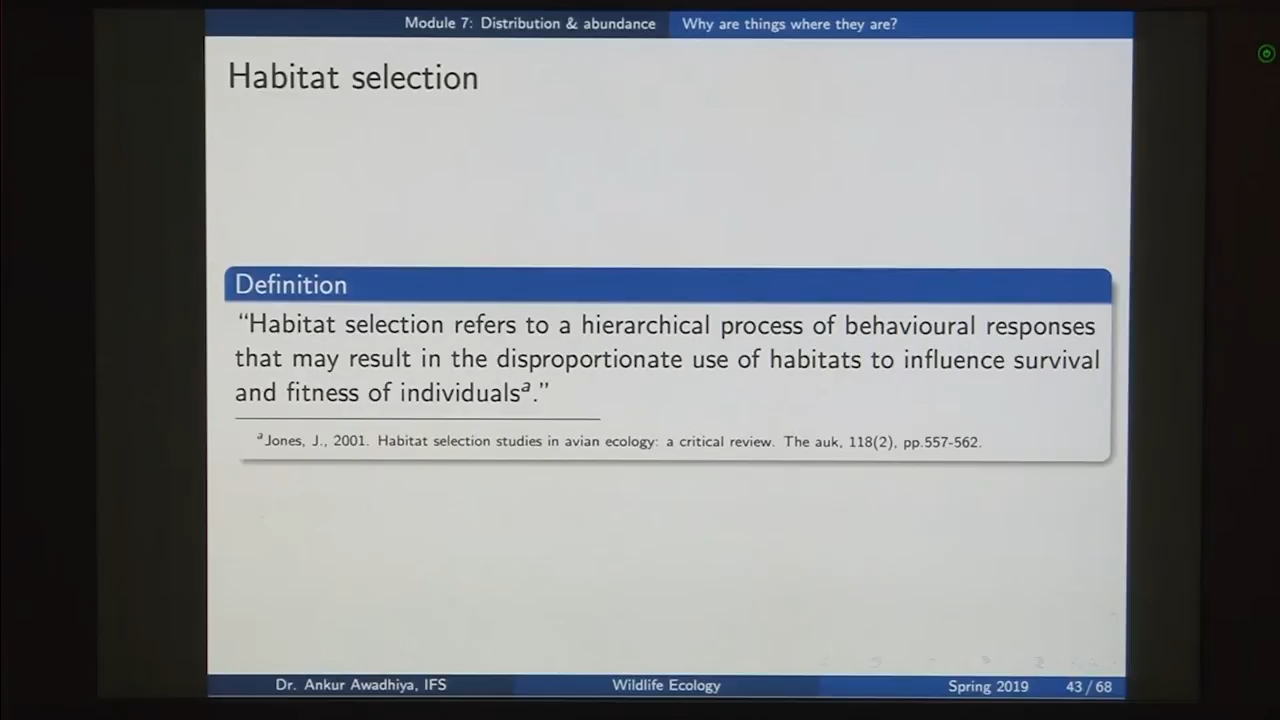 Module 7: Distribution & abundance Why are things where they are?
Habitat selection
Definition
“Habitat selection refers to a hierarchical process of behavioural responses
that may result in the disproportionate use of habitats to influence survival
and fitness of individualsᵃ.”
ᵃJones, J., 2001. Habitat selection studies in avian ecology: a critical review. The auk, 118(2), pp.557-562.
Dr. Ankur Awadhiya, IFS Wildlife Ecology Spring 2019 43 / 68